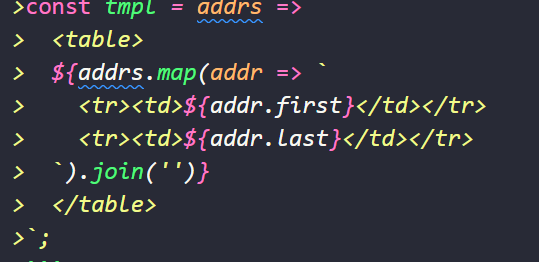 >const tmpl = addrs =>
>  <table>
>  ${addrs.map(addr => `
>    <tr><td>${addr.first}</td></tr>
>    <tr><td>${addr.last}</td></tr>
>  `).join('')}
>  </table>
>`;